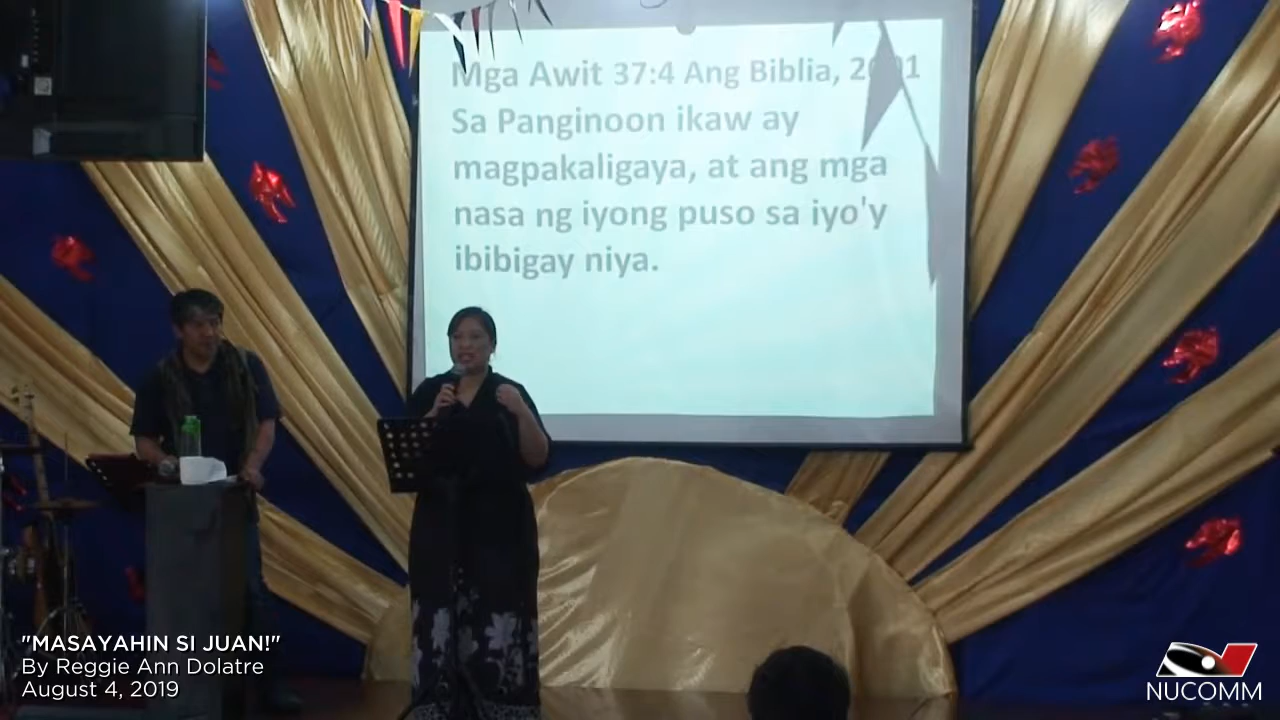 Mga Awit 37:4 Ang Biblia, 2001
Sa Panginoon ikaw ay
magpakaligaya, at ang mga
nasa ng iyong puso sa iyo'y
ibibigay niya.
"MASAYAHIN SI JUAN!"
By Reggie Ann Dolatre
August 4, 2019
NUCOMM